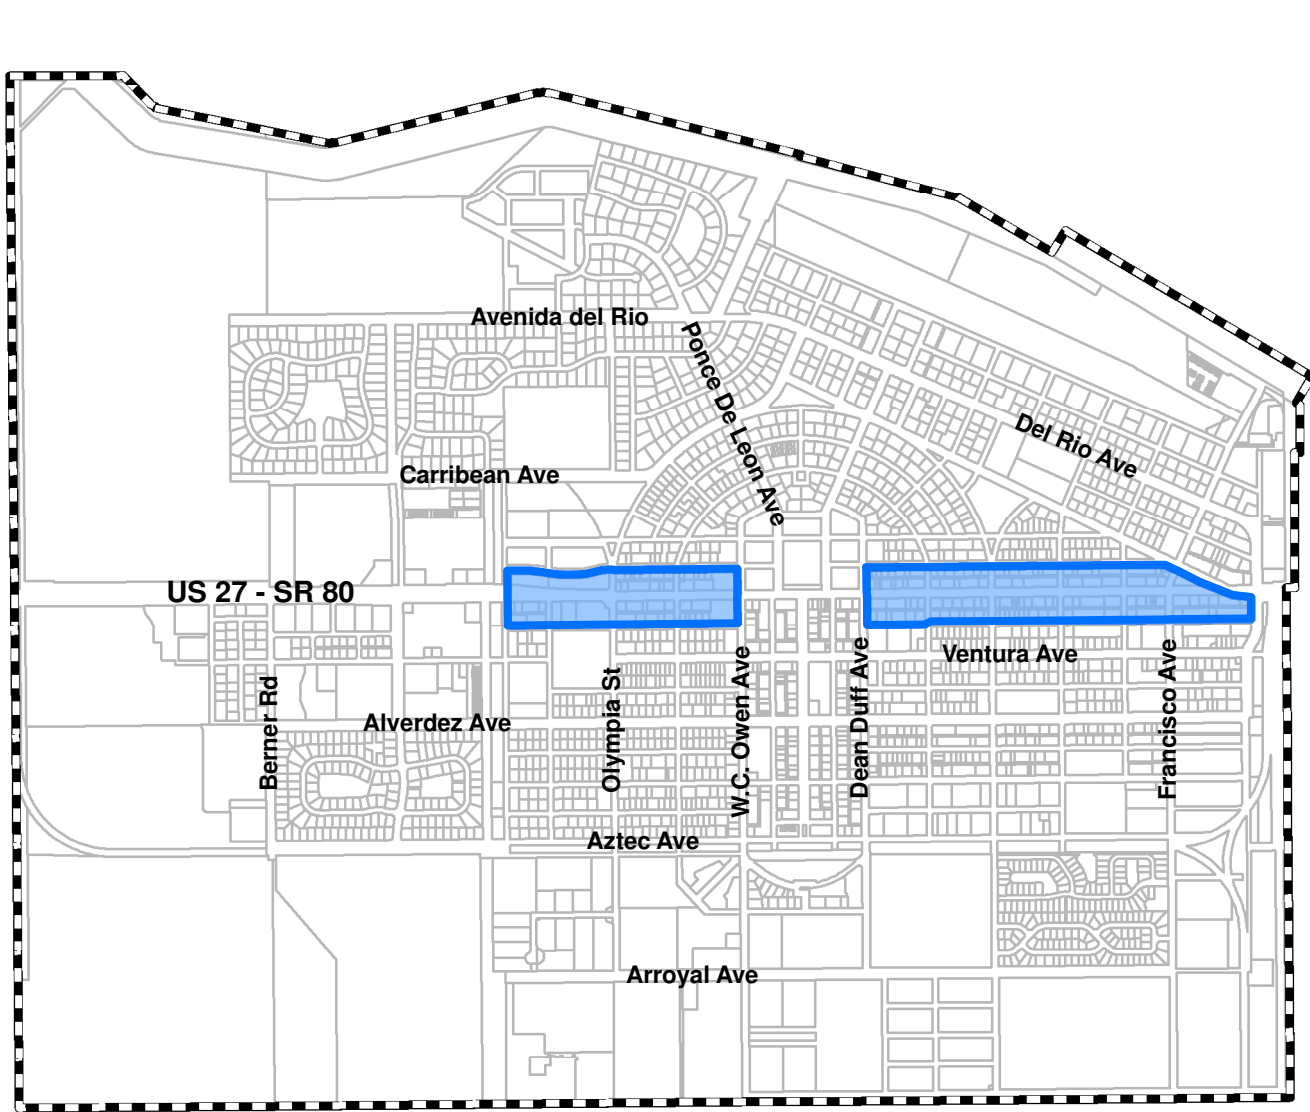 Avenida del Rio
Ponce De Leon Ave
Del Rio Ave
Carribean Ave
US 27 - SR 80
Ventura Ave
Berner Rd
Alverdez Ave
Olympia St
W.C. Owen Ave
Dean Duff Ave
Francisco Ave
Aztec Ave
Arroyal Ave